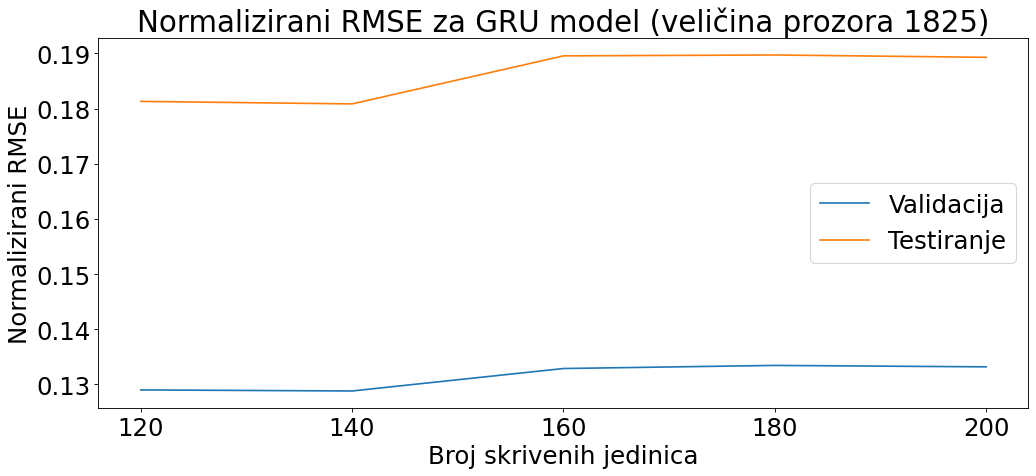 Normalizirani RMSE za GRU model (veličina prozora 1825)
Normalizirani RMSE
0.19
0.18
0.17
0.16
0.15
0.14
0.13
Validacija
Testiranje
120 140 160 180 200
Broj skrivenih jedinica